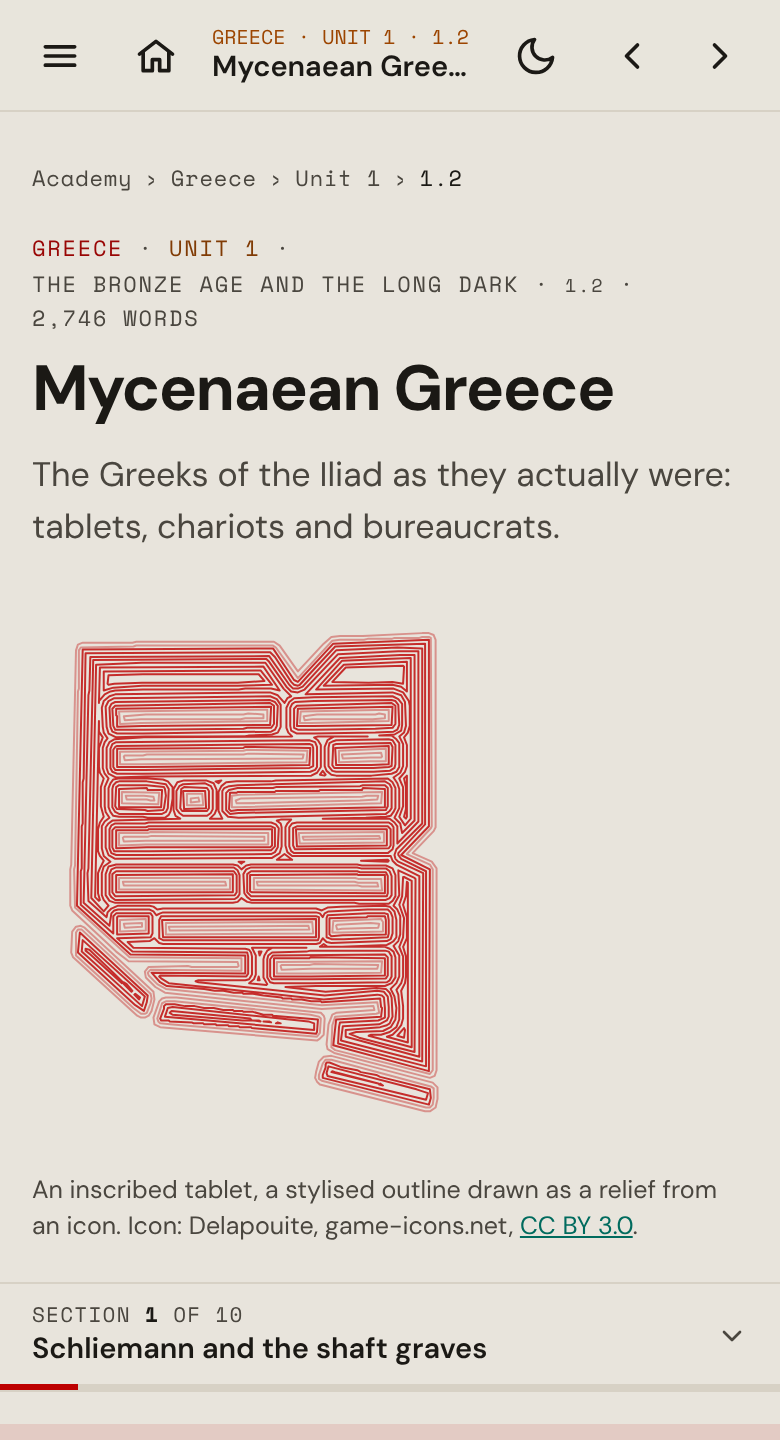 GREECE · UNIT 1 · 1.2
Mycenaean Gree…
Academy › Greece › Unit 1 › 1.2
GREECE · UNIT 1 ·
THE BRONZE AGE AND THE LONG DARK · 1.2 ·
2,746 WORDS
Mycenaean Greece
The Greeks of the Iliad as they actually were:
tablets, chariots and bureaucrats.
An inscribed tablet, a stylised outline drawn as a relief from
an icon. Icon: Delapouite, game-icons.net, CC BY 3.0.
SECTION 1 OF 10
Schliemann and the shaft graves